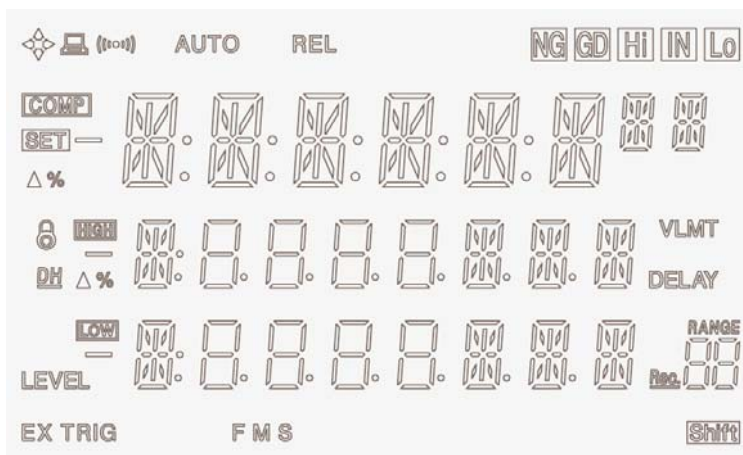 AUTO REL NG GD Hi IN Lo
COMP
SET
△ %
HIGH VLMT
DH △ % DELAY
LOW RANGE
LEVEL Rec.
EX TRIG F M S Shift